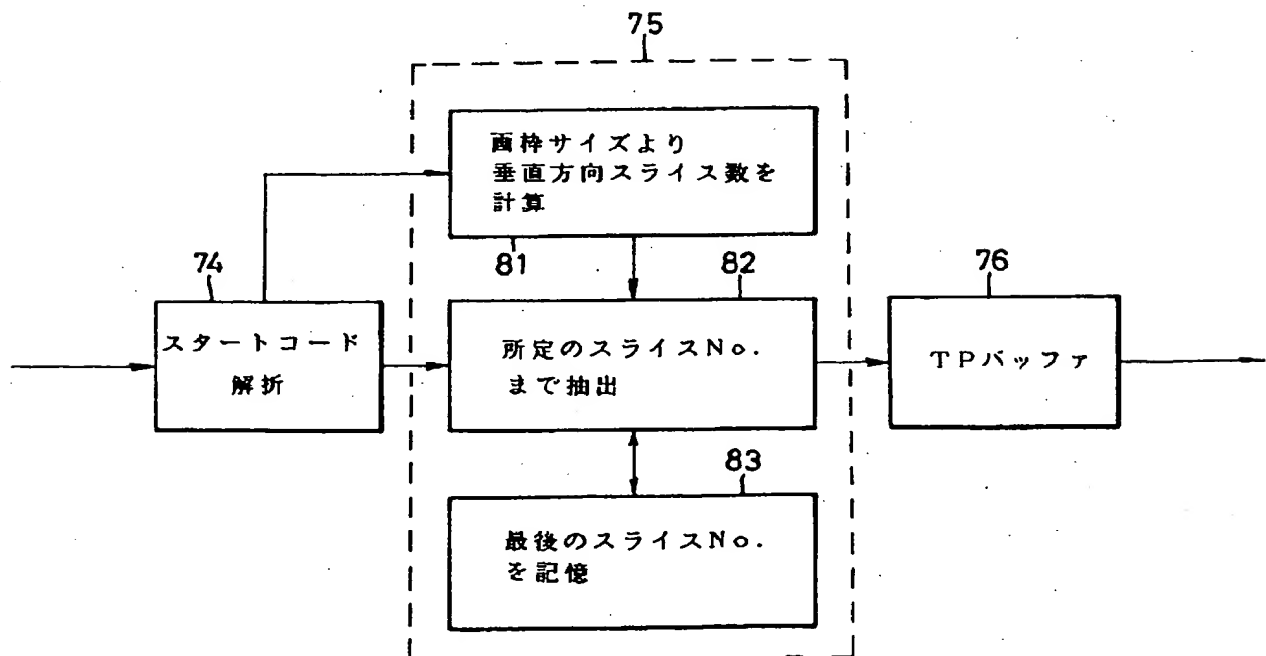 75
画枠サイズより
垂直方向スライス数を
計算
81
74
スタートコード
解折
82
所定のスライスNo.
まで抽出
76
TPバッファ
83
最後のスライスNo.
を記憶